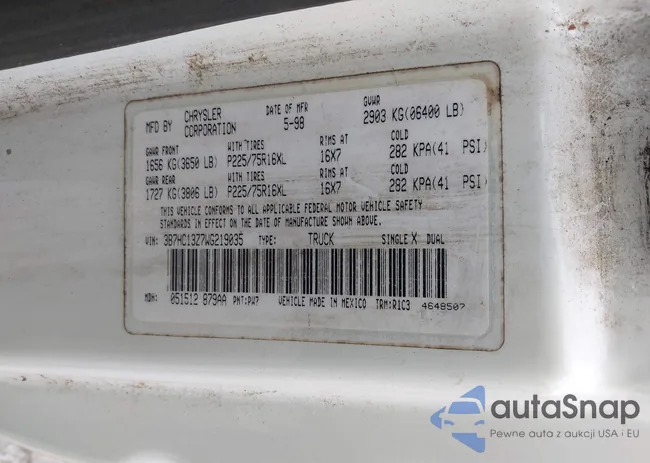 MFD BY CHRYSLER CORPORATION DATE OF MFR 5-98 GVWR 2903 KG(06400 LB)
GAWR FRONT WITH TIRES RIMS AT COLD
1656 KG(3650 LB) P225/75R16XL 16X7 282 KPA(41 PSI)
GAWR REAR WITH TIRES RIMS AT COLD
1727 KG(3806 LB) P225/75R16XL 16X7 282 KPA(41 PSI)
THIS VEHICLE CONFORMS TO ALL APPLICABLE FEDERAL MOTOR VEHICLE SAFETY
STANDARDS IN EFFECT ON THE DATE OF MANUFACTURE SHOWN ABOVE.
VIN: 3B7HC13Z7WG219035 TYPE: TRUCK SINGLE X DUAL
MDH: 051512 879AA PNT:PW7 VEHICLE MADE IN MEXICO TRM:R1C3 4648507
autaSnap
Pewne auta z aukcji USA i EU